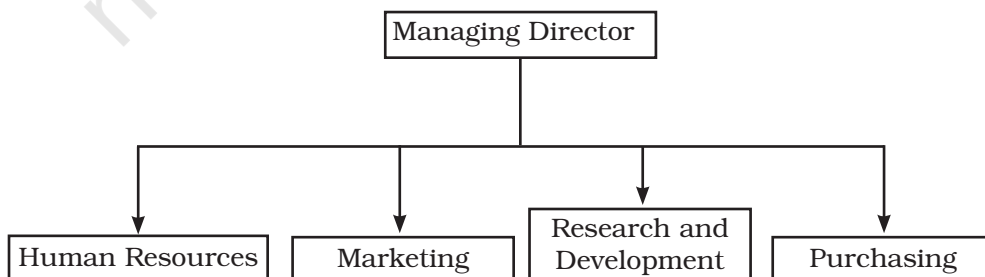 Managing Director
Human Resources
Marketing
Research and
Development
Purchasing